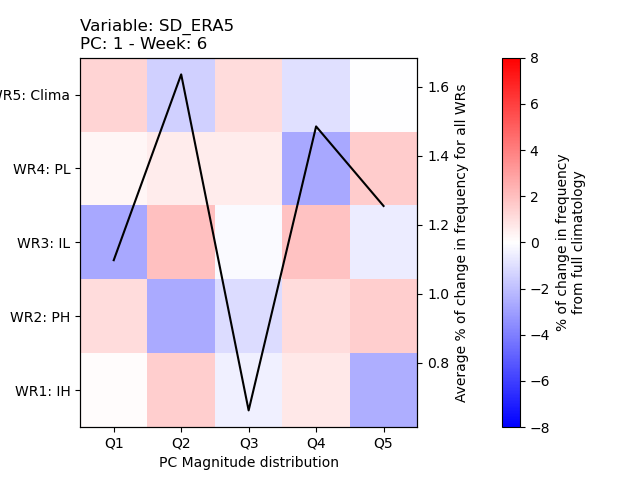 Variable: SD_ERA5
PC: 1 - Week: 6
WR5: Clima
WR4: PL
WR3: IL
WR2: PH
WR1: IH
Q1 Q2 Q3 Q4 Q5
PC Magnitude distribution
1.6
1.4
1.2
1.0
0.8
Average % of change in frequency for all WRs
8
6
4
2
0
−2
−4
−6
−8
% of change in frequency
from full climatology